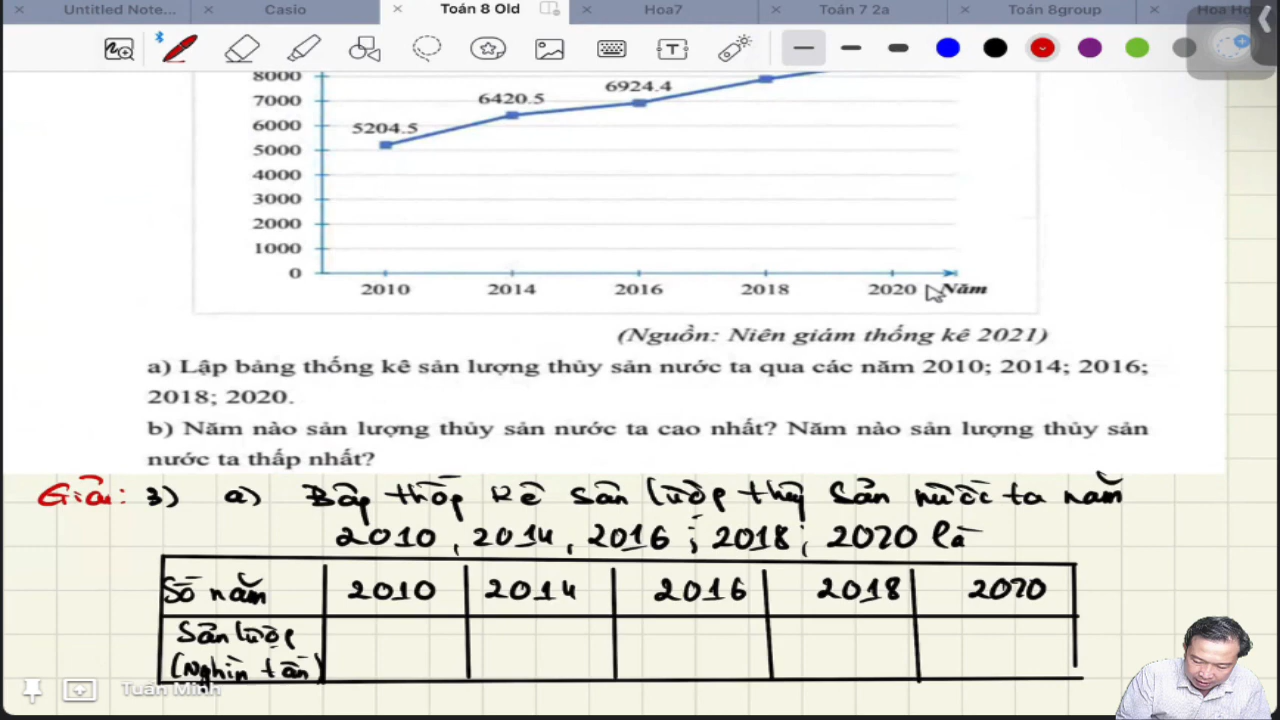 Untitled Note... Casio Toán 8 Old Hoa7 Toán 7 2a Toán 8group Hoa
8000
7000
6924.4
6000
6420.5
5000
5204.5
4000
3000
2000
1000
0
2010 2014 2016 2018 2020 Năm
(Nguồn: Niên giám thống kê 2021)
a) Lập bảng thống kê sản lượng thủy sản nước ta qua các năm 2010; 2014; 2016;
2018; 2020.
b) Năm nào sản lượng thủy sản nước ta cao nhất? Năm nào sản lượng thủy sản
nước ta thấp nhất?
Giải: 3) a) Bảng thống kê sản lượng thủy sản nước ta năm
2010, 2014, 2016; 2018; 2020 là
Số năm 2010 2014 2016 2018 2020
Sản lượng
(Nghìn tấn)
Tuấn Minh